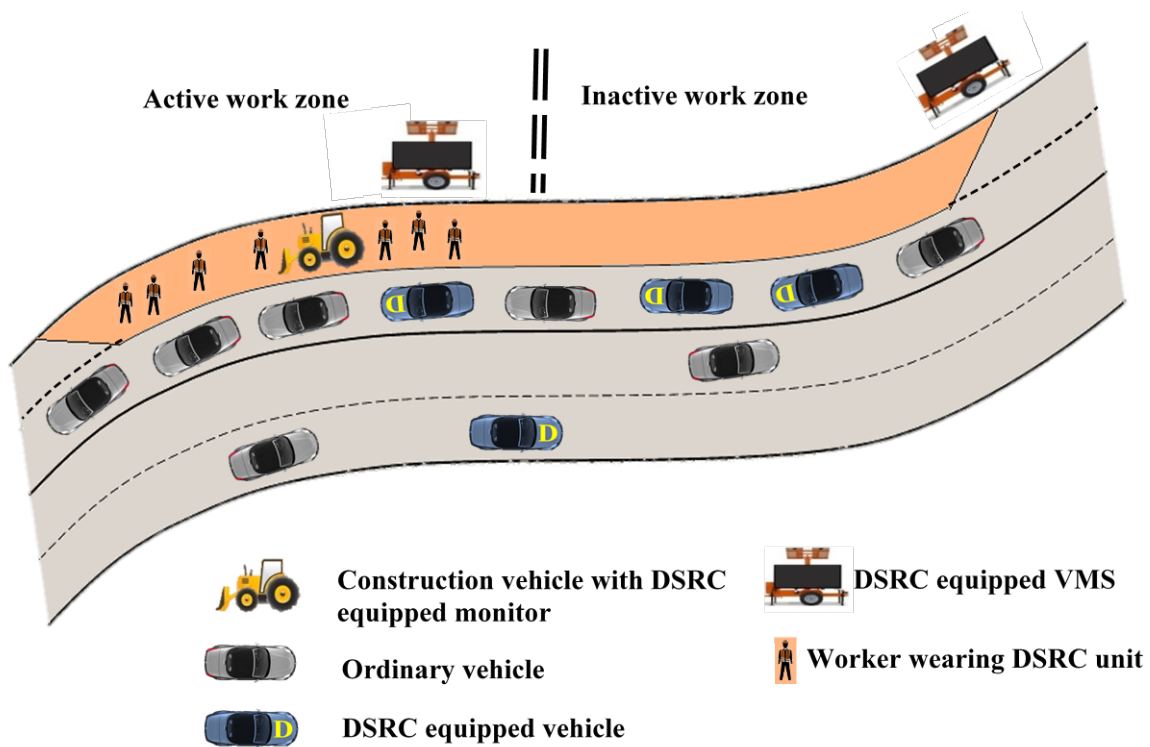 Active work zone
Inactive work zone
D
D
D
D
Construction vehicle with DSRC
equipped monitor
DSRC equipped VMS
Ordinary vehicle
Worker wearing DSRC unit
D
DSRC equipped vehicle